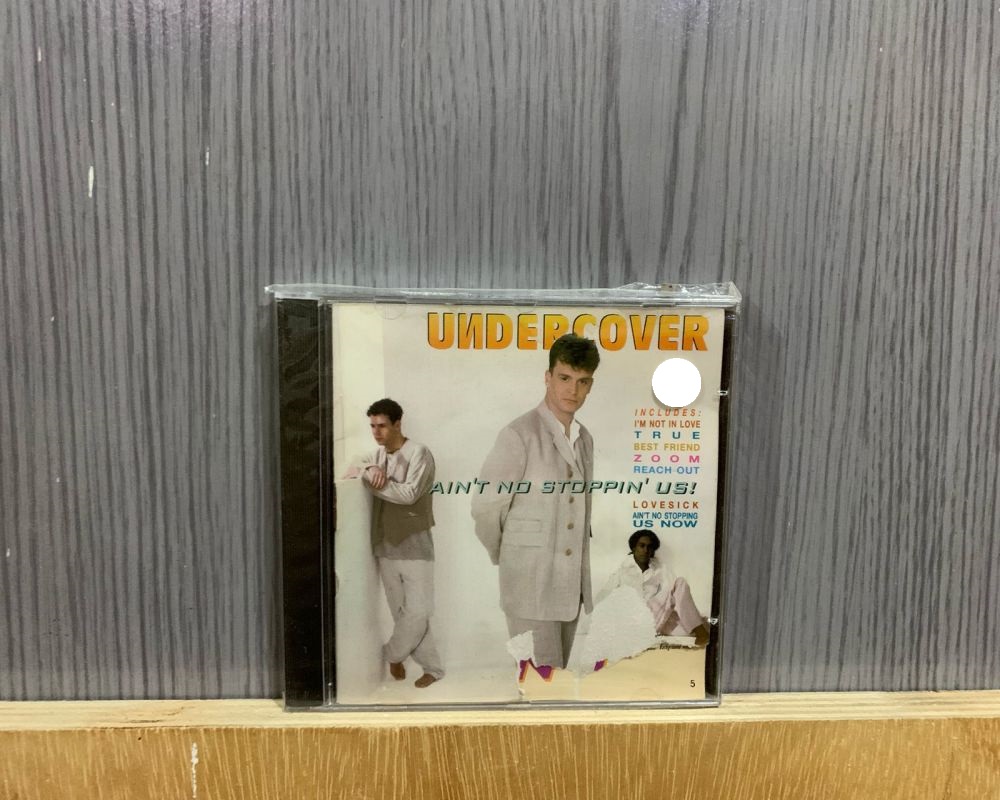 UNDERCOVER
INCLUDES:
I'M NOT IN LOVE
TRUE
BEST FRIEND
ZOOM
REACH OUT
AIN'T NO STOPPIN' US!
LOVESICK
AIN'T NO STOPPING
US NOW
5